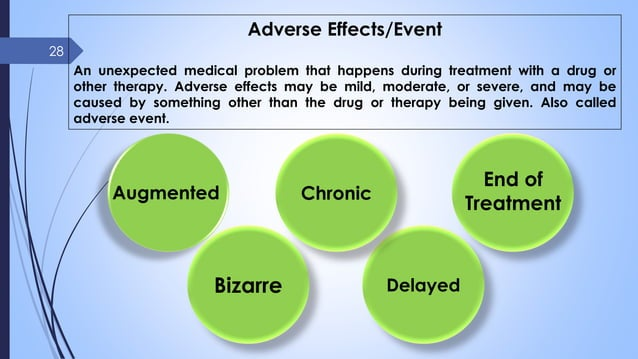 Adverse Effects/Event
28
An unexpected medical problem that happens during treatment with a drug or
other therapy. Adverse effects may be mild, moderate, or severe, and may be
caused by something other than the drug or therapy being given. Also called
adverse event.
Augmented
Chronic
End of
Treatment
Bizarre
Delayed